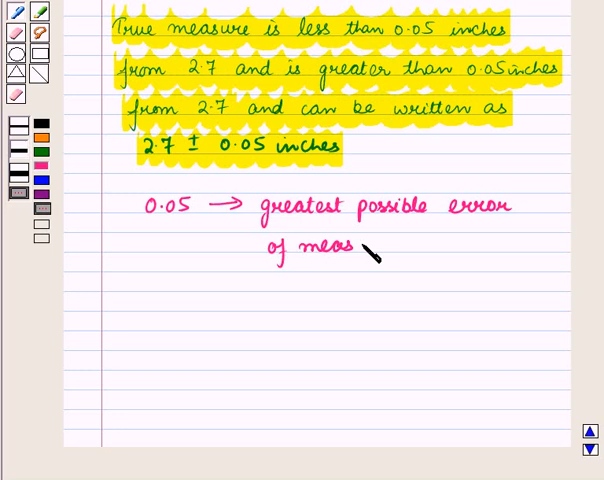 True measure is less than 0.05 inches
from 2.7 and is greater than 0.05 inches
from 2.7 and can be written as
2.7 ± 0.05 inches
0.05 → greatest possible error
of meas